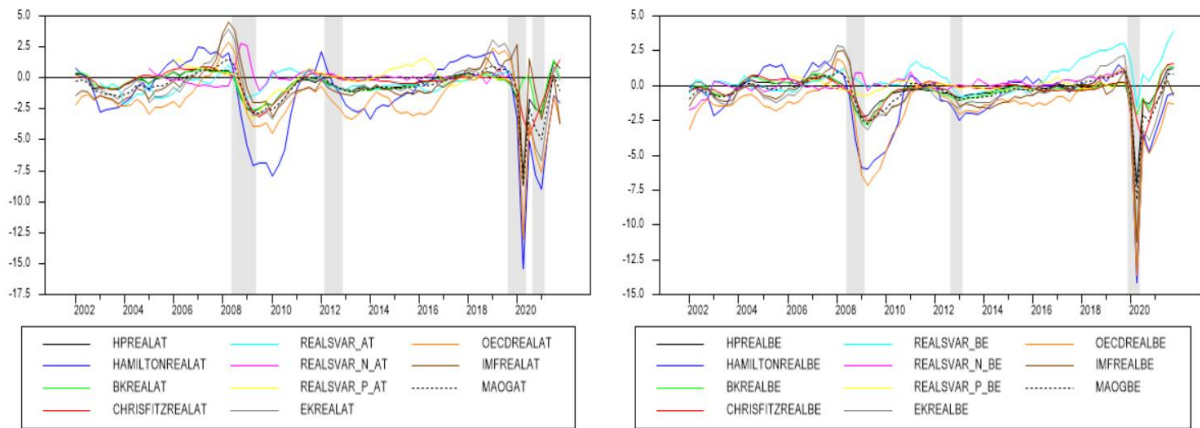 5.0
2.5
0.0
-2.5
-5.0
-7.5
-10.0
-12.5
-15.0
-17.5
2002 2004 2006 2008 2010 2012 2014 2016 2018 2020
HPREALAT REALSVAR_AT OECDREALAT
HAMILTONREALAT REALSVAR_N_AT IMFREALAT
BKREALAT REALSVAR_P_AT MAOGAT
CHRISFITZREALAT EKREALAT
5.0
2.5
0.0
-2.5
-5.0
-7.5
-10.0
-12.5
-15.0
2002 2004 2006 2008 2010 2012 2014 2016 2018 2020
HPREALBE REALSVAR_BE OECDREALBE
HAMILTONREALBE REALSVAR_N_BE IMFREALBE
BKREALBE REALSVAR_P_BE MAOGBE
CHRISFITZREALBE EKREALBE